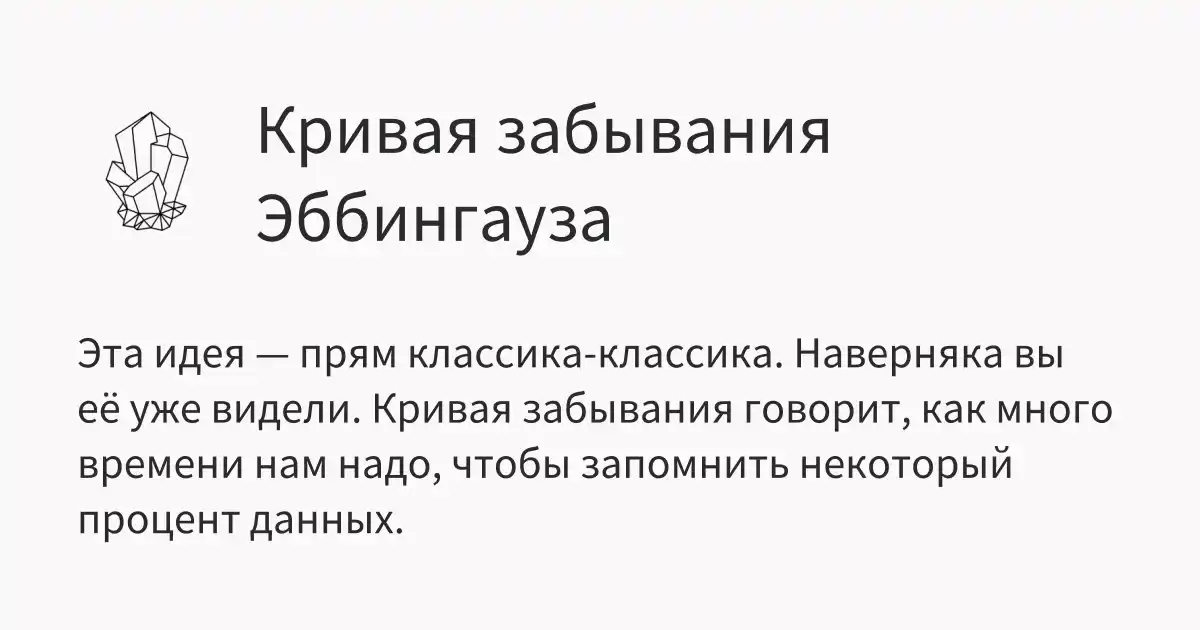 Кривая забывания
Эббингауза
Эта идея — прям классика-классика. Наверняка вы
её уже видели. Кривая забывания говорит, как много
времени нам надо, чтобы запомнить некоторый
процент данных.